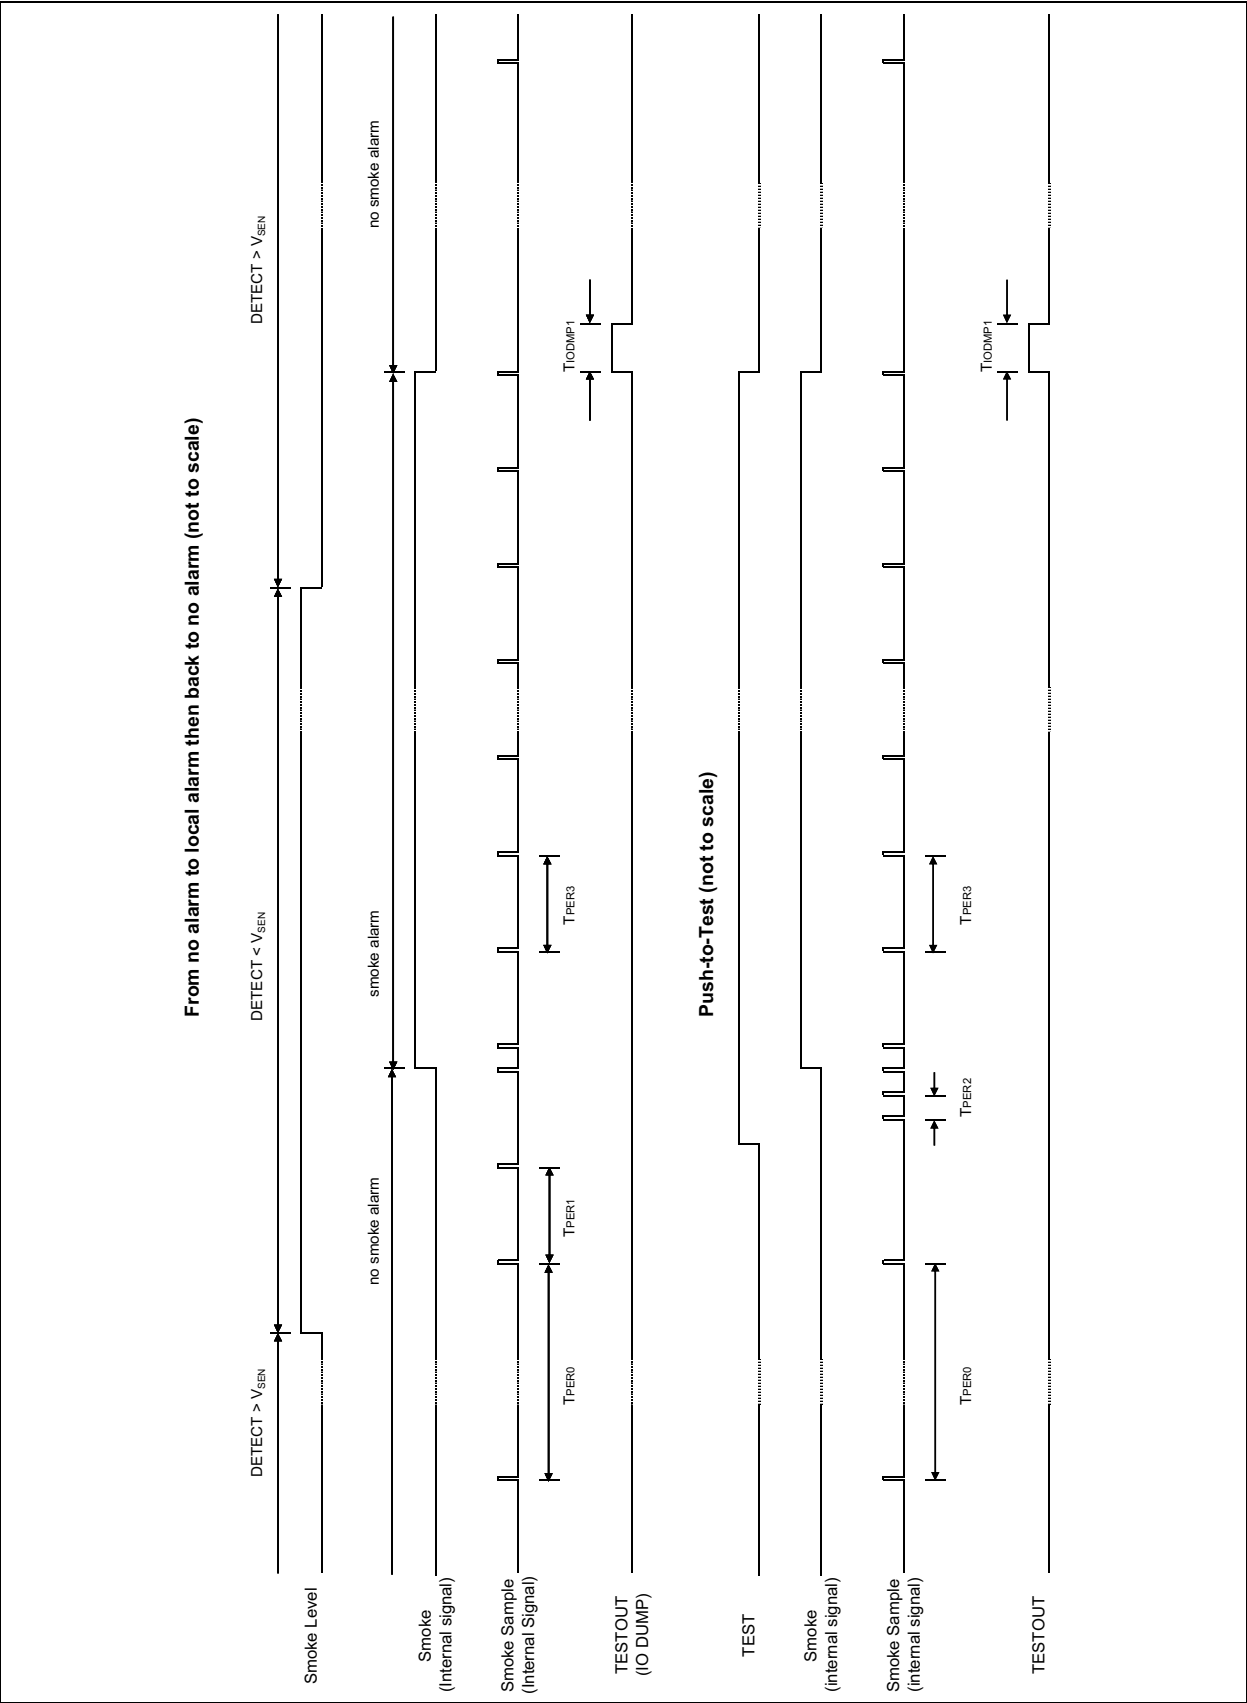 From no alarm to local alarm then back to no alarm (not to scale)
DETECT > VSEN
DETECT < VSEN
DETECT > VSEN
Smoke Level
no smoke alarm
smoke alarm
no smoke alarm
Smoke
(Internal signal)
Smoke Sample
(Internal Signal)
TPER0
TPER1
TPER3
TIODMP1
TESTOUT
(IO DUMP)
Push-to-Test (not to scale)
TEST
Smoke
(internal signal)
Smoke Sample
(internal signal)
TPER0
TPER2
TPER3
TIODMP1
TESTOUT